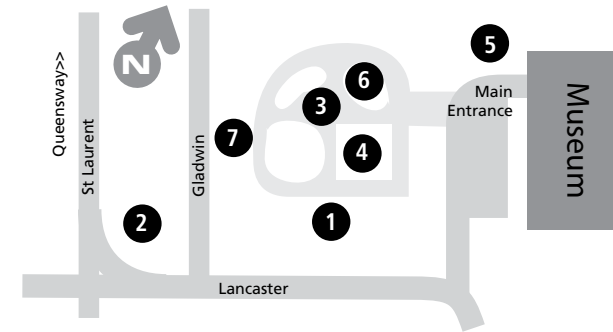 N
5
Queensway>>
6
Main
Entrance
3
Museum
St Laurent
Gladwin
7
4
2
1
Lancaster